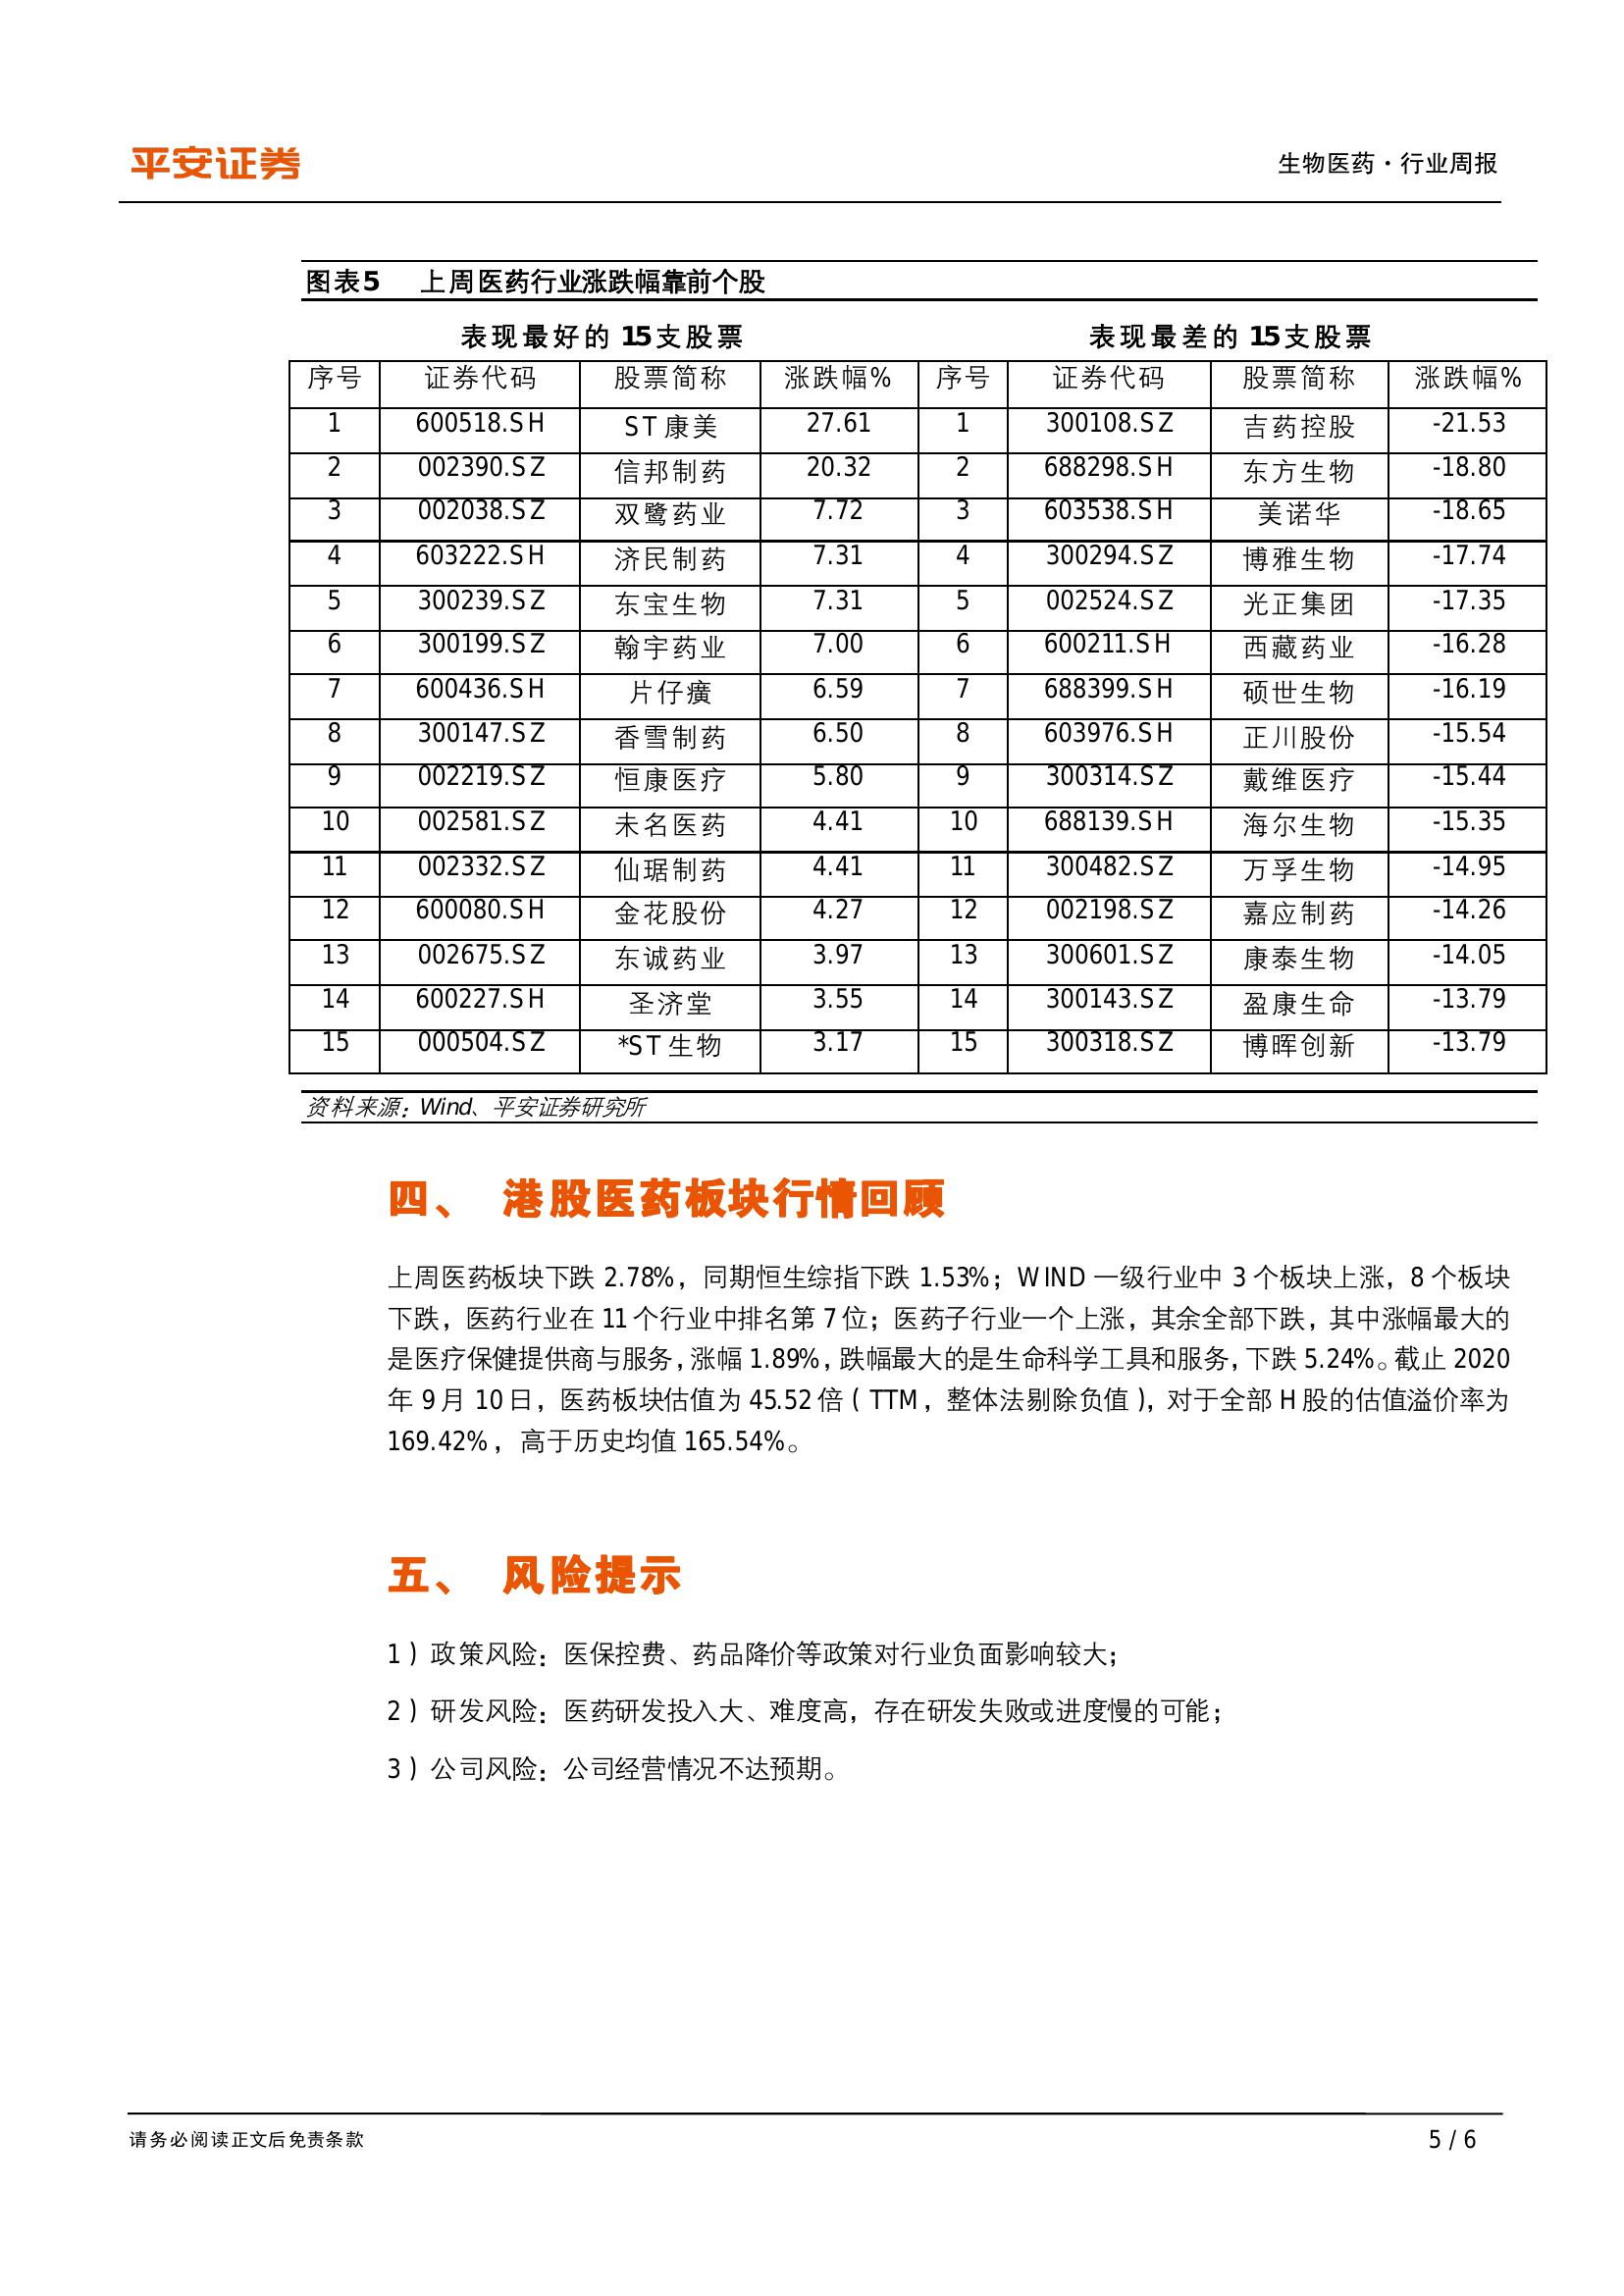 平安证券
生物医药·行业周报
图表5 上周医药行业涨跌幅靠前个股
表现最好的 15支股票 表现最差的 15支股票
序号 证券代码 股票简称 涨跌幅% 序号 证券代码 股票简称 涨跌幅%
1 600518.SH ST 康美 27.61 1 300108.SZ 吉药控股 -21.53
2 002390.SZ 信邦制药 20.32 2 688298.SH 东方生物 -18.80
3 002038.SZ 双鹭药业 7.72 3 603538.SH 美诺华 -18.65
4 603222.SH 济民制药 7.31 4 300294.SZ 博雅生物 -17.74
5 300239.SZ 东宝生物 7.31 5 002524.SZ 光正集团 -17.35
6 300199.SZ 翰宇药业 7.00 6 600211.SH 西藏药业 -16.28
7 600436.SH 片仔癀 6.59 7 688399.SH 硕世生物 -16.19
8 300147.SZ 香雪制药 6.50 8 603976.SH 正川股份 -15.54
9 002219.SZ 恒康医疗 5.80 9 300314.SZ 戴维医疗 -15.44
10 002581.SZ 未名医药 4.41 10 688139.SH 海尔生物 -15.35
11 002332.SZ 仙琚制药 4.41 11 300482.SZ 万孚生物 -14.95
12 600080.SH 金花股份 4.27 12 002198.SZ 嘉应制药 -14.26
13 002675.SZ 东诚药业 3.97 13 300601.SZ 康泰生物 -14.05
14 600227.SH 圣济堂 3.55 14 300143.SZ 盈康生命 -13.79
15 000504.SZ *ST 生物 3.17 15 300318.SZ 博晖创新 -13.79
资料来源：Wind、平安证券研究所
四、 港股医药板块行情回顾
上周医药板块下跌 2.78%，同期恒生综指下跌 1.53%；WIND 一级行业中 3 个板块上涨，8 个板块
下跌，医药行业在 11 个行业中排名第 7 位；医药子行业一个上涨，其余全部下跌，其中涨幅最大的
是医疗保健提供商与服务，涨幅 1.89%，跌幅最大的是生命科学工具和服务，下跌 5.24%。截止 2020
年 9 月 10 日，医药板块估值为 45.52 倍（TTM，整体法剔除负值），对于全部 H 股的估值溢价率为
169.42%，高于历史均值 165.54%。
五、 风险提示
1）政策风险：医保控费、药品降价等政策对行业负面影响较大；
2）研发风险：医药研发投入大、难度高，存在研发失败或进度慢的可能；
3）公司风险：公司经营情况不达预期。
请务必阅读正文后免责条款
5 / 6